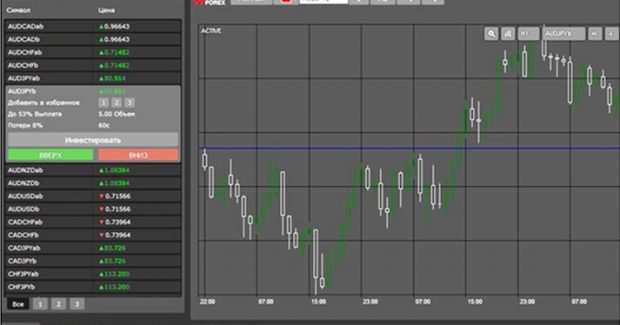 FOREX
Символ Цена
AUDCADab 0.96643
AUDCADb 0.96643
AUDCHFab 0.71482
AUDCHFb 0.71482
AUDJPYab 80.914
AUDJPYb 80.914
Добавить в избранное 1 2 3
До 53% Выплата 5.00 Объем
Потери 8% 60с
Инвестировать
ВВЕРХ ВНИЗ
AUDNZDab 1.08384
AUDNZDb 1.08384
AUDUSDab 0.71566
AUDUSDb 0.71566
CADCHFab 0.73964
CADCHFb 0.73964
CADJPYab 83.726
CADJPYb 83.726
CHFJPYab 113.200
CHFJPYb 113.200
Все 1 2 3
ACTIVE
M1 AUDJPYb
22:00 07:00 15:00 23:00 07:00 15:00 23:00 07:00